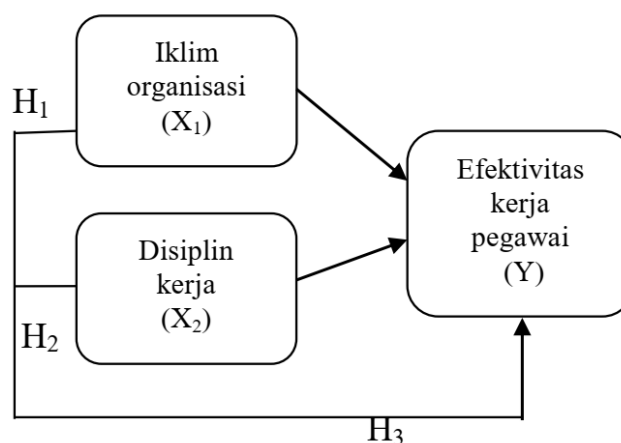 Iklim
organisasi
(X₁)
H₁
Efektivitas
kerja
pegawai
(Y)
Disiplin
kerja
(X₂)
H₂
H₃